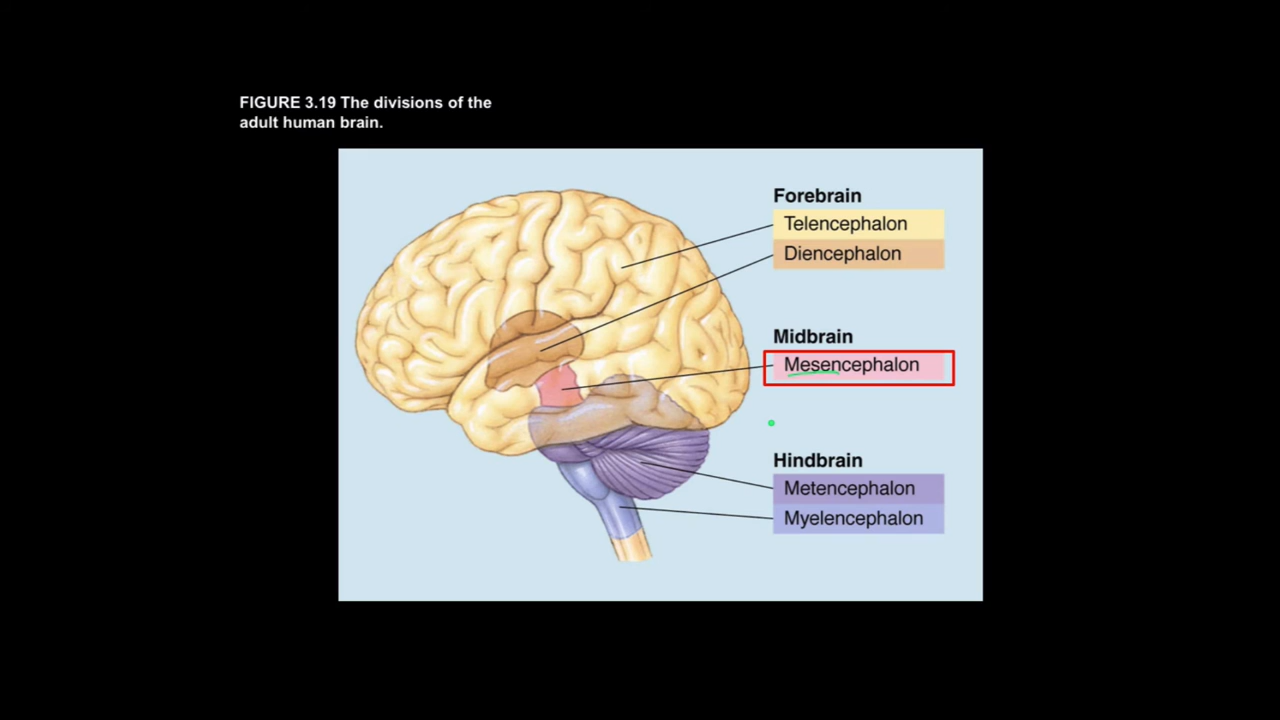 FIGURE 3.19 The divisions of the
adult human brain.
Forebrain
Telencephalon
Diencephalon
Midbrain
Mesencephalon
Hindbrain
Metencephalon
Myelencephalon